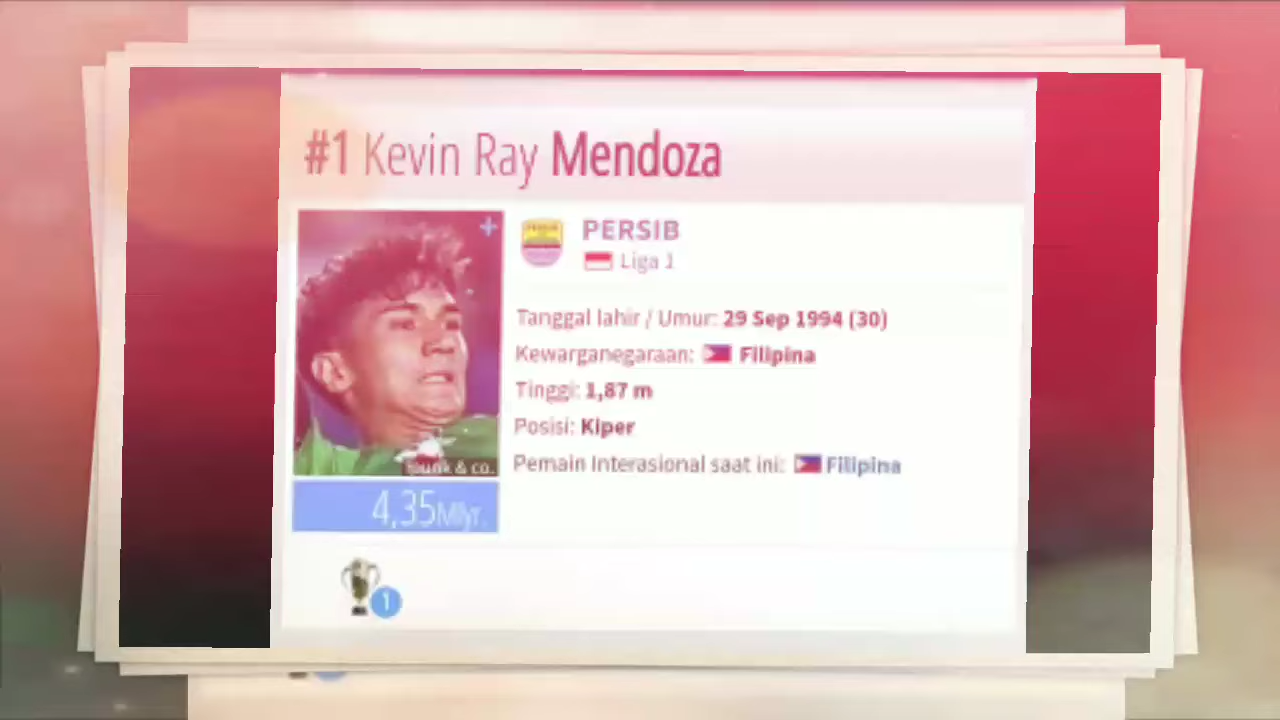 #1 Kevin Ray Mendoza
PERSIB
Liga 1
Tanggal lahir / Umur: 29 Sep 1994 (30)
Kewarganegaraan: Filipina
Tinggi: 1,87 m
Posisi: Kiper
Pemain Interasional saat ini: Filipina
& co.
4,35Mlyr.
1